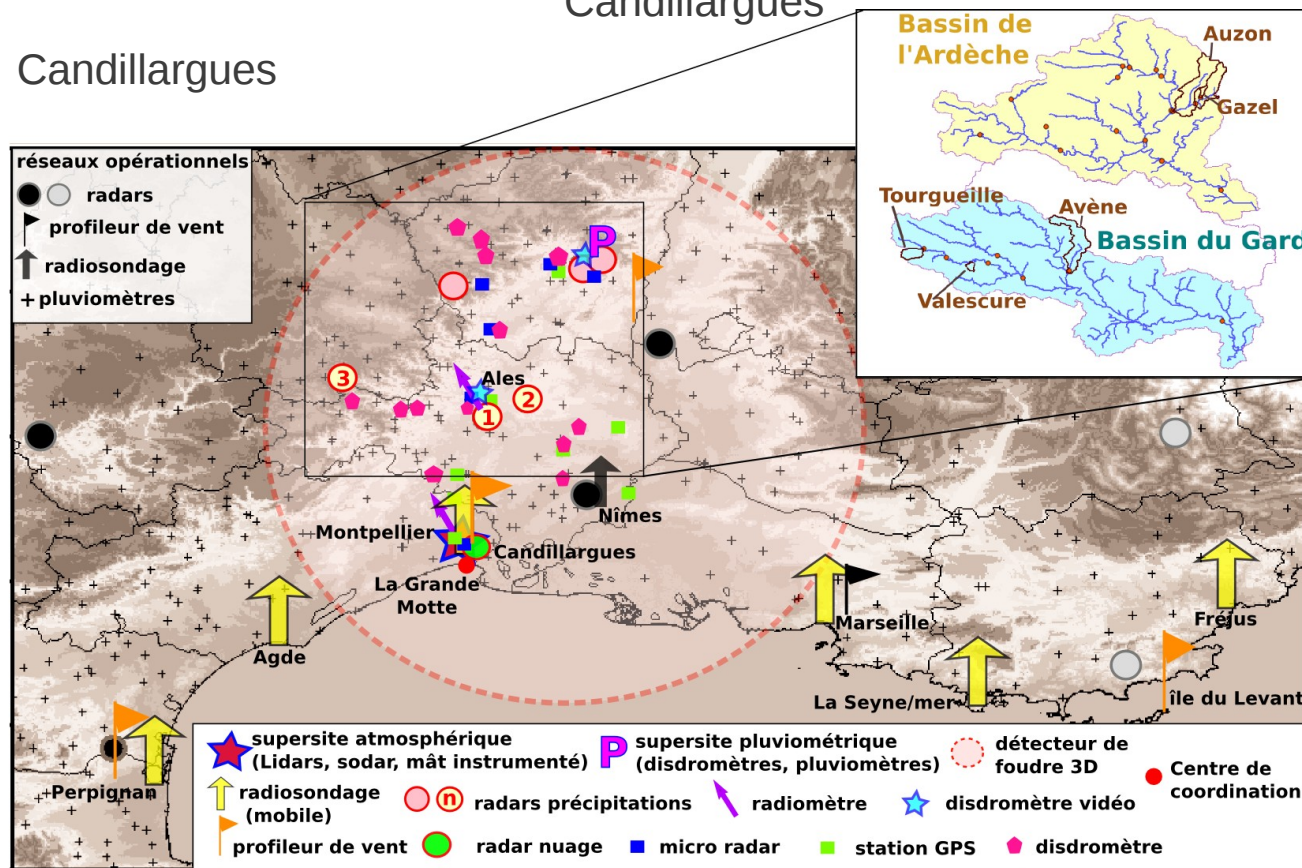 Candillargues
Candillargues
Bassin de
l'Ardèche
Auzon
Gazel
Tourgueille
Avène
Bassin du Gard
Valescure
réseaux opérationnels
radars
profileur de vent
radiosondage
pluviomètres
P
3
Ales
2
1
Nîmes
Montpellier
Candillargues
La Grande
Motte
Agde
Marseille
Fréjus
La Seyne/mer
île du Levant
Perpignan
supersite atmosphérique
(Lidars, sodar, mât instrumenté)
P
supersite pluviométrique
(disdromètres, pluviomètres)
détecteur de
foudre 3D
Centre de
coordination
radiosondage
(mobile)
n
radars précipitations
radiomètre
disdromètre vidéo
profileur de vent
radar nuage
micro radar
station GPS
disdromètre